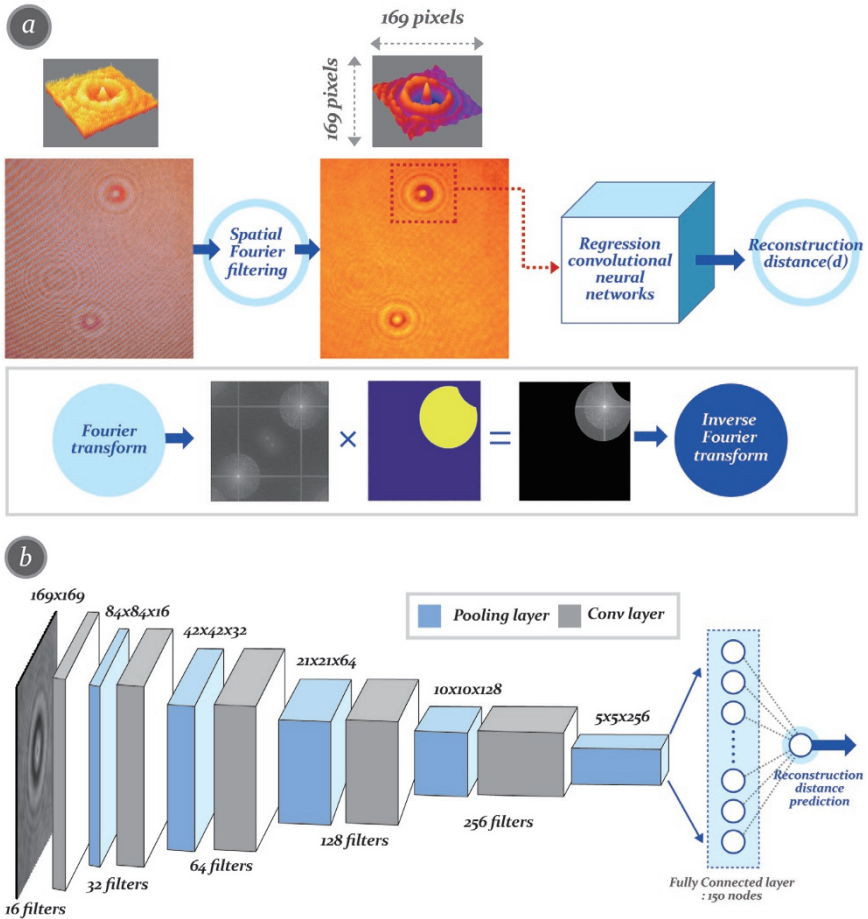 a
169 pixels
169 pixels
Spatial
Fourier
filtering
Regression
convolutional
neural
networks
Reconstruction
distance(d)
Fourier
transform
×
=
Inverse
Fourier
transform
b
169x169
84x84x16
42x42x32
21x21x64
10x10x128
5x5x256
Pooling layer
Conv layer
16 filters
32 filters
64 filters
128 filters
256 filters
Reconstruction
distance
prediction
Fully Connected layer
: 150 nodes